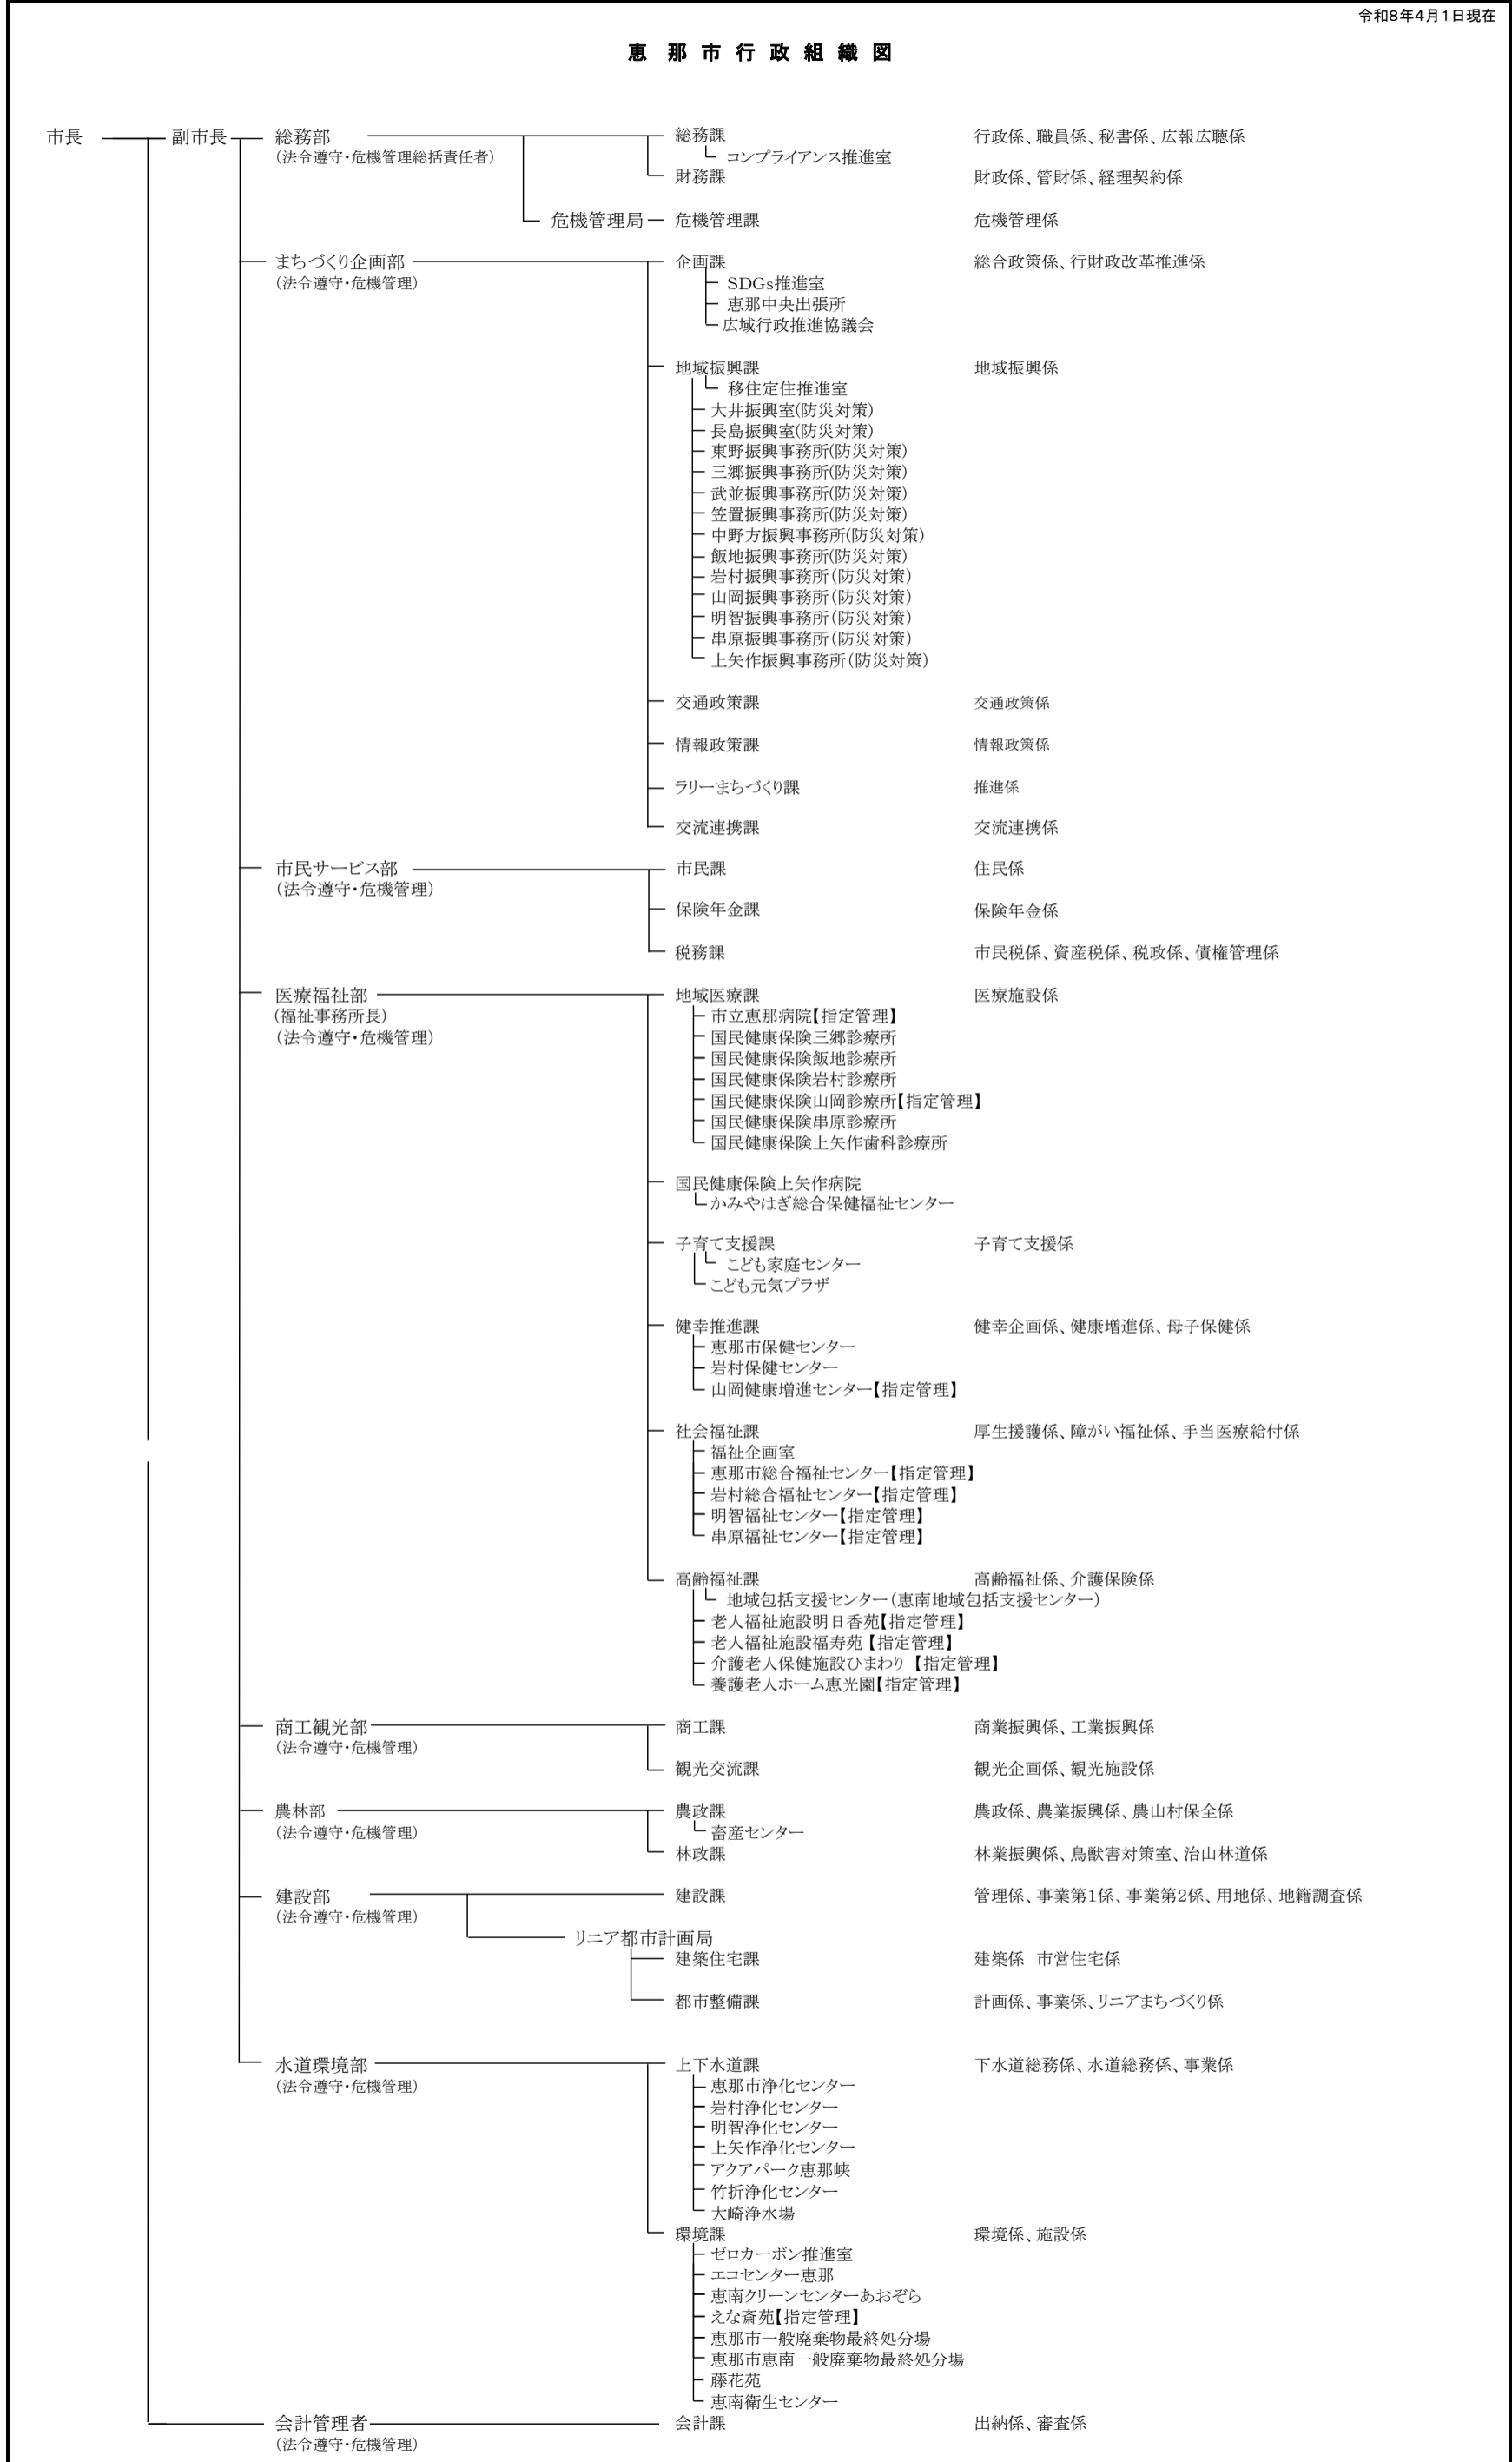 令和8年4月1日現在
恵 那 市 行 政 組 織 図
市長 副市長 総務部 総務課 行政係、職員係、秘書係、広報広聴係
（法令遵守・危機管理総括責任者） コンプライアンス推進室
財務課 財政係、管財係、経理契約係
危機管理局 危機管理課 危機管理係
まちづくり企画部 企画課 総合政策係、行財政改革推進係
（法令遵守・危機管理） SDGs推進室
恵那中央出張所
広域行政推進協議会
地域振興課 地域振興係
移住定住推進室
大井振興室(防災対策)
長島振興室(防災対策)
東野振興事務所(防災対策)
三郷振興事務所(防災対策)
武並振興事務所(防災対策)
笠置振興事務所(防災対策)
中野方振興事務所(防災対策)
飯地振興事務所(防災対策)
岩村振興事務所（防災対策）
山岡振興事務所（防災対策）
明智振興事務所（防災対策）
串原振興事務所（防災対策）
上矢作振興事務所（防災対策）
交通政策課 交通政策係
情報政策課 情報政策係
ラリーまちづくり課 推進係
交流連携課 交流連携係
市民サービス部 市民課 住民係
（法令遵守・危機管理）
保険年金課 保険年金係
税務課 市民税係、資産税係、税政係、債権管理係
医療福祉部 地域医療課 医療施設係
（福祉事務所長） 市立恵那病院【指定管理】
（法令遵守・危機管理） 国民健康保険三郷診療所
国民健康保険飯地診療所
国民健康保険岩村診療所
国民健康保険山岡診療所【指定管理】
国民健康保険串原診療所
国民健康保険上矢作歯科診療所
国民健康保険上矢作病院
かみやはぎ総合保健福祉センター
子育て支援課 子育て支援係
こども家庭センター
こども元気プラザ
健幸推進課 健幸企画係、健康増進係、母子保健係
恵那市保健センター
岩村保健センター
山岡健康増進センター【指定管理】
社会福祉課 厚生援護係、障がい福祉係、手当医療給付係
福祉企画室
恵那市総合福祉センター【指定管理】
岩村総合福祉センター【指定管理】
明智福祉センター【指定管理】
串原福祉センター【指定管理】
高齢福祉課 高齢福祉係、介護保険係
地域包括支援センター（恵南地域包括支援センター）
老人福祉施設明日香苑【指定管理】
老人福祉施設福寿苑【指定管理】
介護老人保健施設ひまわり 【指定管理】
養護老人ホーム恵光園【指定管理】
商工観光部 商工課 商業振興係、工業振興係
（法令遵守・危機管理）
観光交流課 観光企画係、観光施設係
農林部 農政課 農政係、農業振興係、農山村保全係
（法令遵守・危機管理） 畜産センター
林政課 林業振興係、鳥獣害対策室、治山林道係
建設部 建設課 管理係、事業第1係、事業第2係、用地係、地籍調査係
（法令遵守・危機管理）
リニア都市計画局
建築住宅課 建築係 市営住宅係
都市整備課 計画係、事業係、リニアまちづくり係
水道環境部 上下水道課 下水道総務係、水道総務係、事業係
（法令遵守・危機管理） 恵那市浄化センター
岩村浄化センター
明智浄化センター
上矢作浄化センター
アクアパーク恵那峡
竹折浄化センター
大崎浄水場
環境課 環境係、施設係
ゼロカーボン推進室
エコセンター恵那
恵南クリーンセンターあおぞら
えな斎苑【指定管理】
恵那市一般廃棄物最終処分場
恵那市恵南一般廃棄物最終処分場
藤花苑
恵南衛生センター
会計管理者 会計課 出納係、審査係
（法令遵守・危機管理）